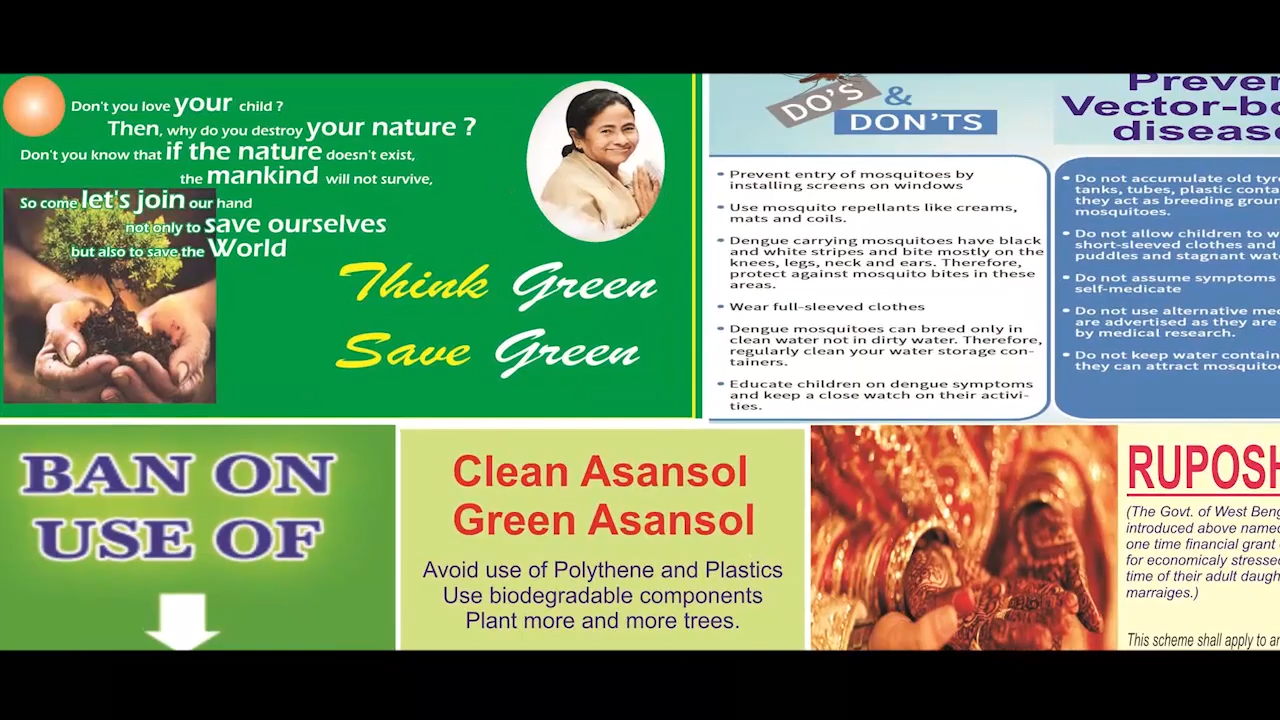 Don't you love your child ?
Then, why do you destroy your nature ?
Don't you know that if the nature doesn't exist,
the mankind will not survive,
So come let's join our hand
not only to save ourselves
but also to save the World
Think Green
Save Green
DO'S &
DON'TS
Prevent entry of mosquitoes by
installing screens on windows
Use mosquito repellants like creams,
mats and coils.
Dengue carrying mosquitoes have black
and white stripes and bite mostly on the
knees, legs, neck and ears. Therefore,
protect against mosquito bites in these
areas.
Wear full-sleeved clothes
Dengue mosquitoes can breed only in
clean water not in dirty water. Therefore,
regularly clean your water storage con-
tainers.
Educate children on dengue symptoms
and keep a close watch on their activi-
ties.
Preven
Vector-bo
diseas
Do not accumulate old tyre
tanks, tubes, plastic conta
they act as breeding groun
mosquitoes.
Do not allow children to w
short-sleeved clothes and
puddles and stagnant wat
Do not assume symptoms
self-medicate
Do not use alternative med
are advertised as they are
by medical research.
Do not keep water contain
they can attract mosquito
BAN ON
USE OF
Clean Asansol
Green Asansol
Avoid use of Polythene and Plastics
Use biodegradable components
Plant more and more trees.
RUPOSH
(The Govt. of West Beng
introduced above name
one time financial grant
for economicaly stressed
time of their adult daugh
marraiges.)
This scheme shall apply to an